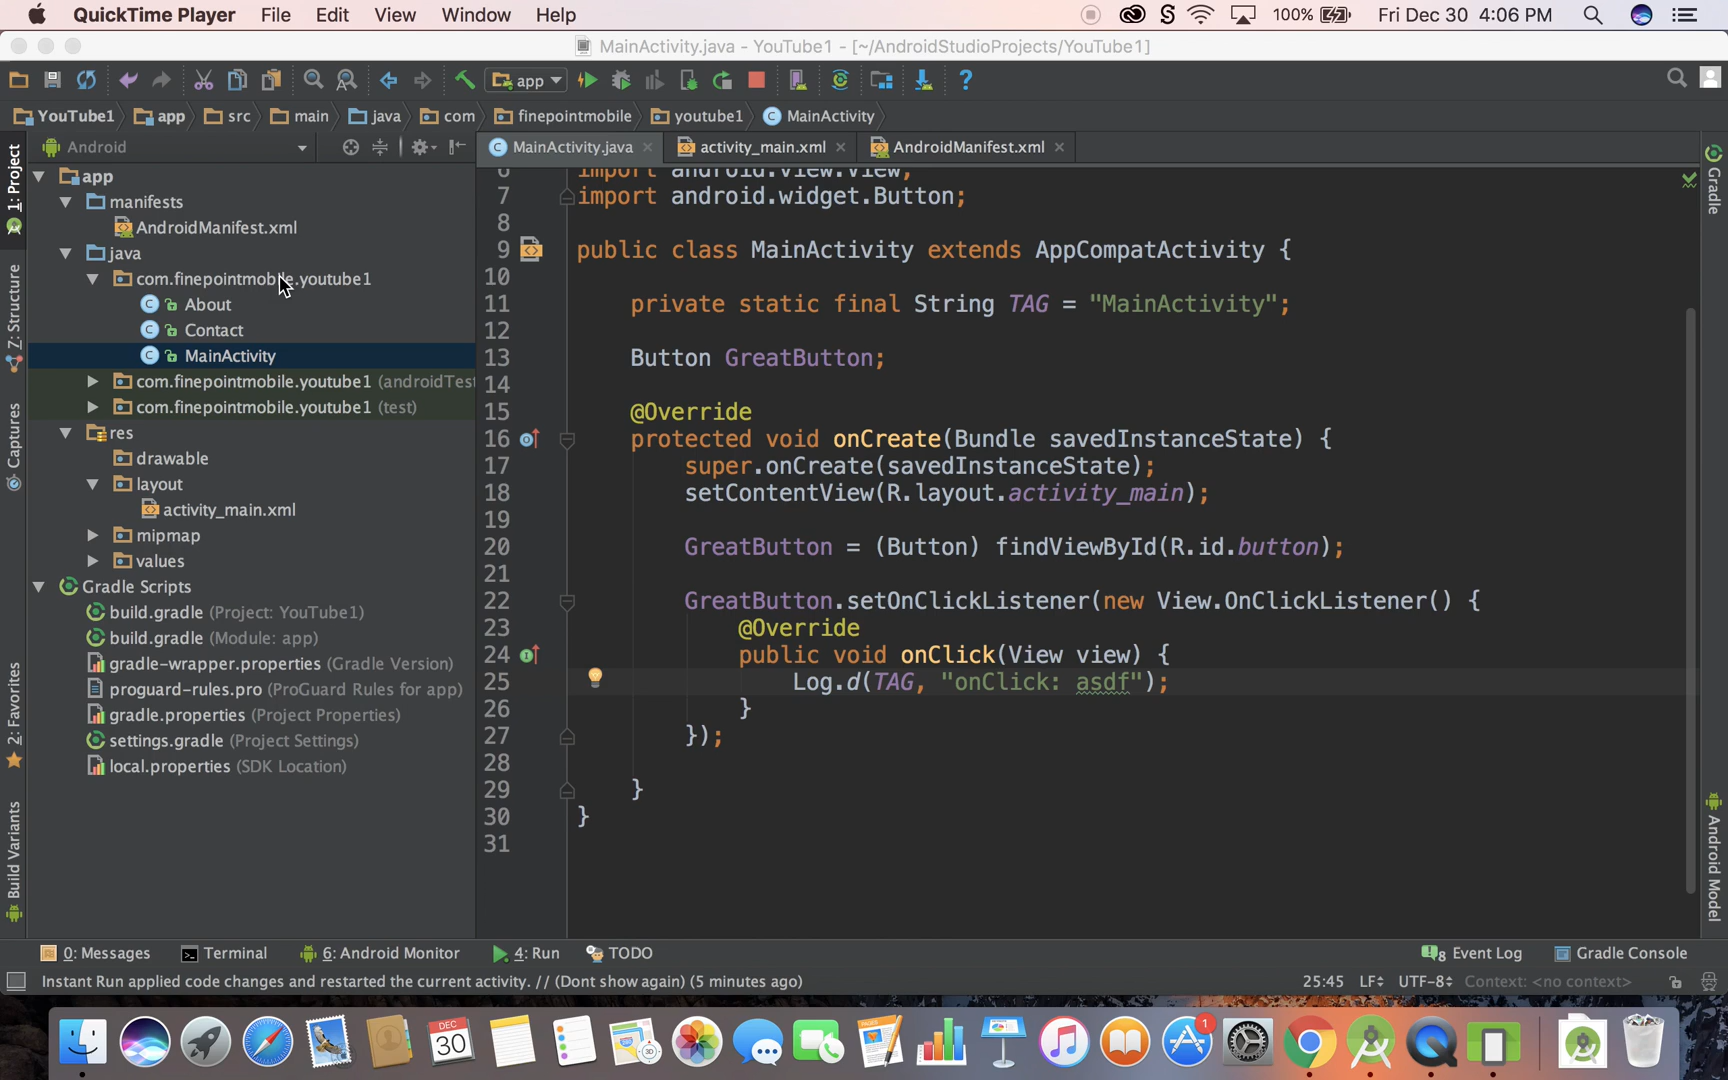 QuickTime Player File Edit View Window Help 100% Fri Dec 30 4:06 PM
MainActivity.java - YouTube1 - [~/AndroidStudioProjects/YouTube1]
app
YouTube1 app src main java com finepointmobile youtube1 MainActivity
1: Project
Z: Structure
Captures
2: Favorites
Build Variants
Android
app
manifests
AndroidManifest.xml
java
com.finepointmobile.youtube1
About
Contact
MainActivity
com.finepointmobile.youtube1 (androidTest
com.finepointmobile.youtube1 (test)
res
drawable
layout
activity_main.xml
mipmap
values
Gradle Scripts
build.gradle (Project: YouTube1)
build.gradle (Module: app)
gradle-wrapper.properties (Gradle Version)
proguard-rules.pro (ProGuard Rules for app)
gradle.properties (Project Properties)
settings.gradle (Project Settings)
local.properties (SDK Location)
MainActivity.java activity_main.xml AndroidManifest.xml
6 import android.view.View;
7 import android.widget.Button;
8
9 public class MainActivity extends AppCompatActivity {
10
11 private static final String TAG = "MainActivity";
12
13 Button GreatButton;
14
15 @Override
16 protected void onCreate(Bundle savedInstanceState) {
17 super.onCreate(savedInstanceState);
18 setContentView(R.layout.activity_main);
19
20 GreatButton = (Button) findViewById(R.id.button);
21
22 GreatButton.setOnClickListener(new View.OnClickListener() {
23 @Override
24 public void onClick(View view) {
25 Log.d(TAG, "onClick: asdf");
26 }
27 });
28
29 }
30 }
31
Gradle
Android Model
0: Messages Terminal 6: Android Monitor 4: Run TODO 8 Event Log Gradle Console
Instant Run applied code changes and restarted the current activity. // (Dont show again) (5 minutes ago) 25:45 LF UTF-8 Context: <no context>
DEC
30
3D
PAGES
1